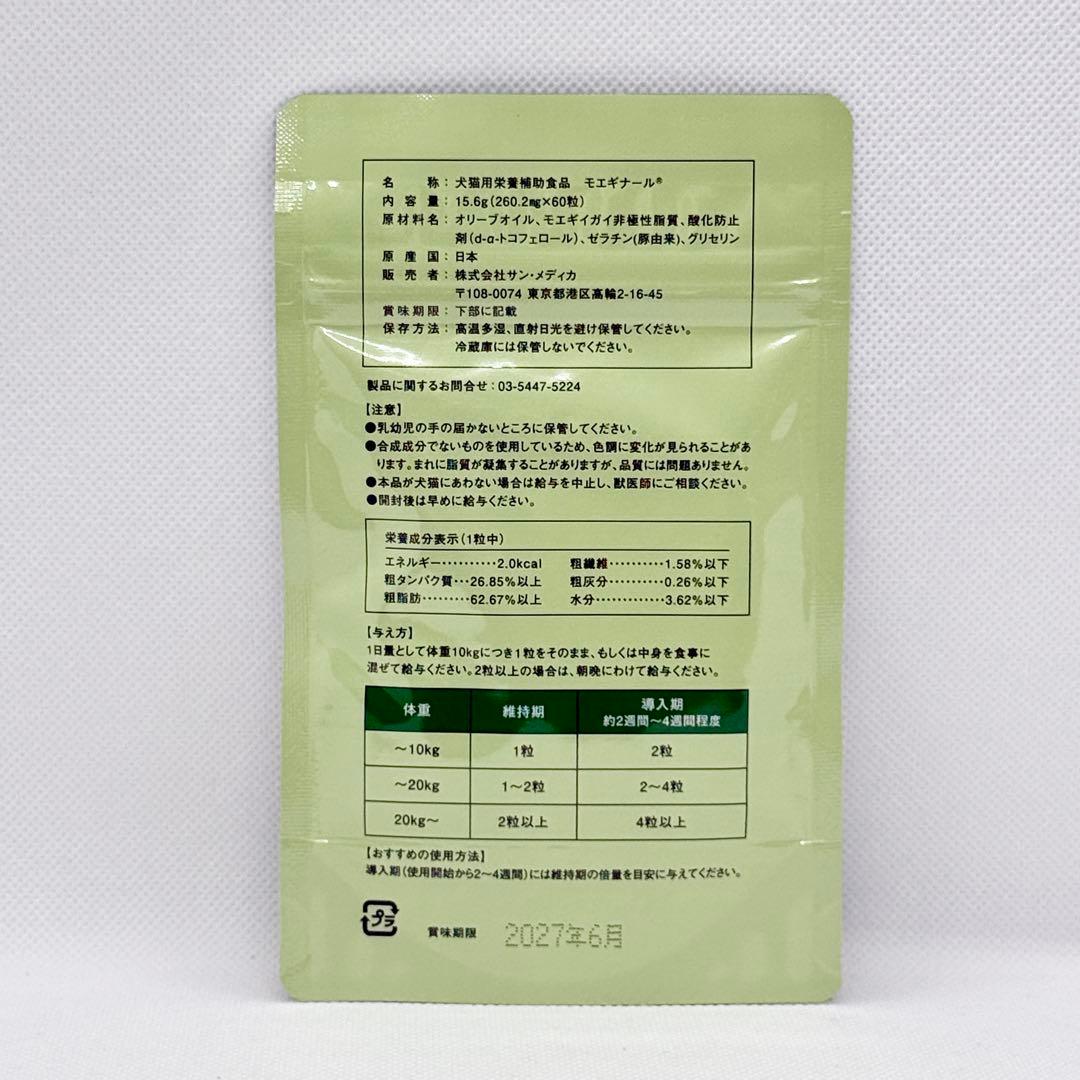 名　　称：犬猫用栄養補助食品　モエギナール®
内 容 量：15.6g(260.2mg×60粒)
原材料名：オリーブオイル、モエギイガイ非極性脂質、酸化防止
剤(d-α-トコフェロール)、ゼラチン(豚由来)、グリセリン
原 産 国：日本
販 売 者：株式会社サン・メディカ
〒108-0074 東京都港区高輪2-16-45
賞味期限：下部に記載
保存方法：高温多湿、直射日光を避け保管してください。
冷蔵庫には保管しないでください。
製品に関するお問合せ：03-5447-5224
【注意】
●乳幼児の手の届かないところに保管してください。
●合成成分でないものを使用しているため、色調に変化が見られることがあ
ります。まれに脂質が凝集することがありますが、品質には問題ありません。
●本品が犬猫にあわない場合は給与を中止し、獣医師にご相談ください。
●開封後は早めに給与ください。
栄養成分表示(1粒中)
エネルギー‥‥‥‥‥2.0kcal　粗繊維‥‥‥‥‥1.58%以下
粗タンパク質‥‥26.85%以上　粗灰分‥‥‥‥‥0.26%以下
粗脂肪‥‥‥‥62.67%以上　水分‥‥‥‥‥‥3.62%以下
【与え方】
1日量として体重10kgにつき1粒をそのまま、もしくは中身を食事に
混ぜて給与ください。2粒以上の場合は、朝晩にわけて給与ください。
体重　維持期　導入期
約2週間～4週間程度
～10kg　1粒　2粒
～20kg　1～2粒　2～4粒
20kg～　2粒以上　4粒以上
【おすすめの使用方法】
導入期(使用開始から2～4週間)には維持期の倍量を目安に与えてください。
プラ　賞味期限　2027年6月